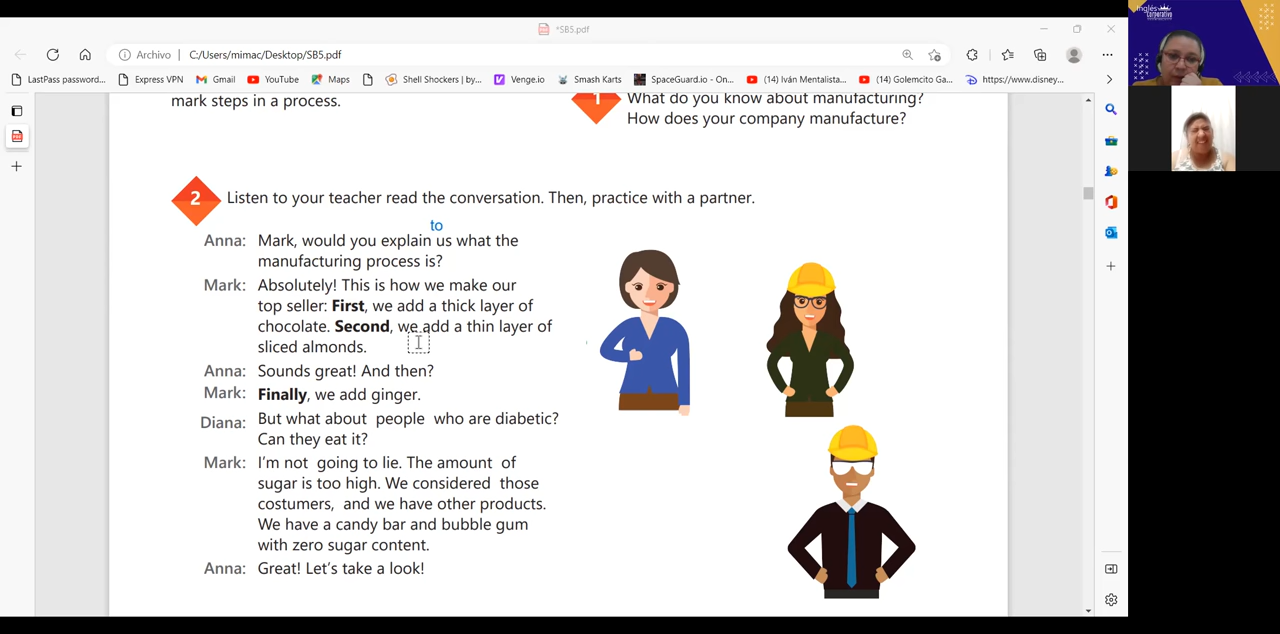 *SB5.pdf
Archivo | C:/Users/mimac/Desktop/SB5.pdf
LastPass password... Express VPN Gmail YouTube Maps Shell Shockers | by... Venge.io Smash Karts SpaceGuard.io - On... (14) Iván Mentalista... (14) Golemcito Ga... https://www.disney...
Inglés
Corporativo
mark steps in a process.
1 What do you know about manufacturing?
How does your company manufacture?
2 Listen to your teacher read the conversation. Then, practice with a partner.
to
Anna: Mark, would you explain us what the
manufacturing process is?
Mark: Absolutely! This is how we make our
top seller: First, we add a thick layer of
chocolate. Second, we add a thin layer of
sliced almonds.
Anna: Sounds great! And then?
Mark: Finally, we add ginger.
Diana: But what about people who are diabetic?
Can they eat it?
Mark: I'm not going to lie. The amount of
sugar is too high. We considered those
costumers, and we have other products.
We have a candy bar and bubble gum
with zero sugar content.
Anna: Great! Let's take a look!